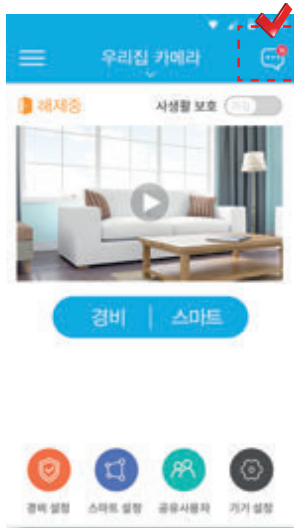 우리집 카메라
해제중 사생활 보호
경비 | 스마트
경비 설정 스마트 설정 공유사용자 기기 설정